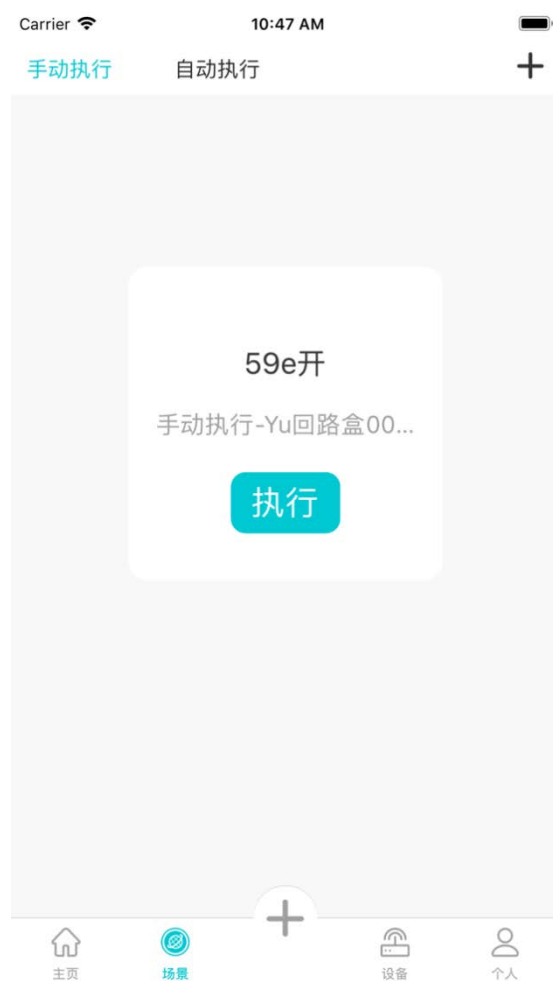 Carrier 10:47 AM
手动执行 自动执行
59e开
手动执行-Yu回路盒00...
执行
主页 场景 设备 个人